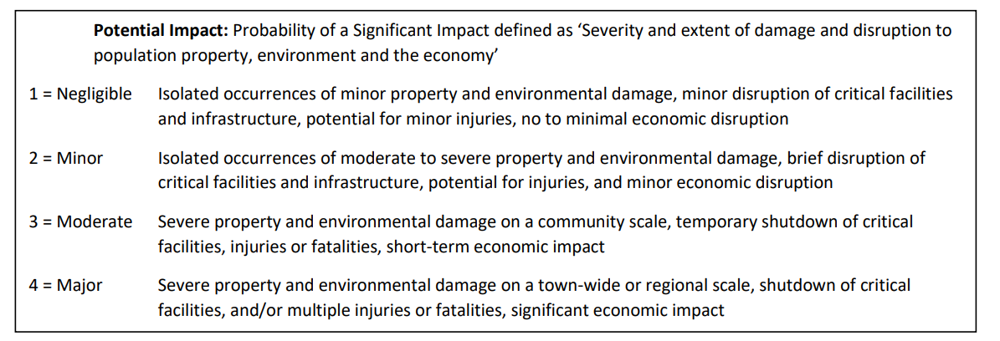 Potential Impact: Probability of a Significant Impact defined as ‘Severity and extent of damage and disruption to
population property, environment and the economy’
1 = Negligible Isolated occurrences of minor property and environmental damage, minor disruption of critical facilities
and infrastructure, potential for minor injuries, no to minimal economic disruption
2 = Minor Isolated occurrences of moderate to severe property and environmental damage, brief disruption of
critical facilities and infrastructure, potential for injuries, and minor economic disruption
3 = Moderate Severe property and environmental damage on a community scale, temporary shutdown of critical
facilities, injuries or fatalities, short-term economic impact
4 = Major Severe property and environmental damage on a town-wide or regional scale, shutdown of critical
facilities, and/or multiple injuries or fatalities, significant economic impact